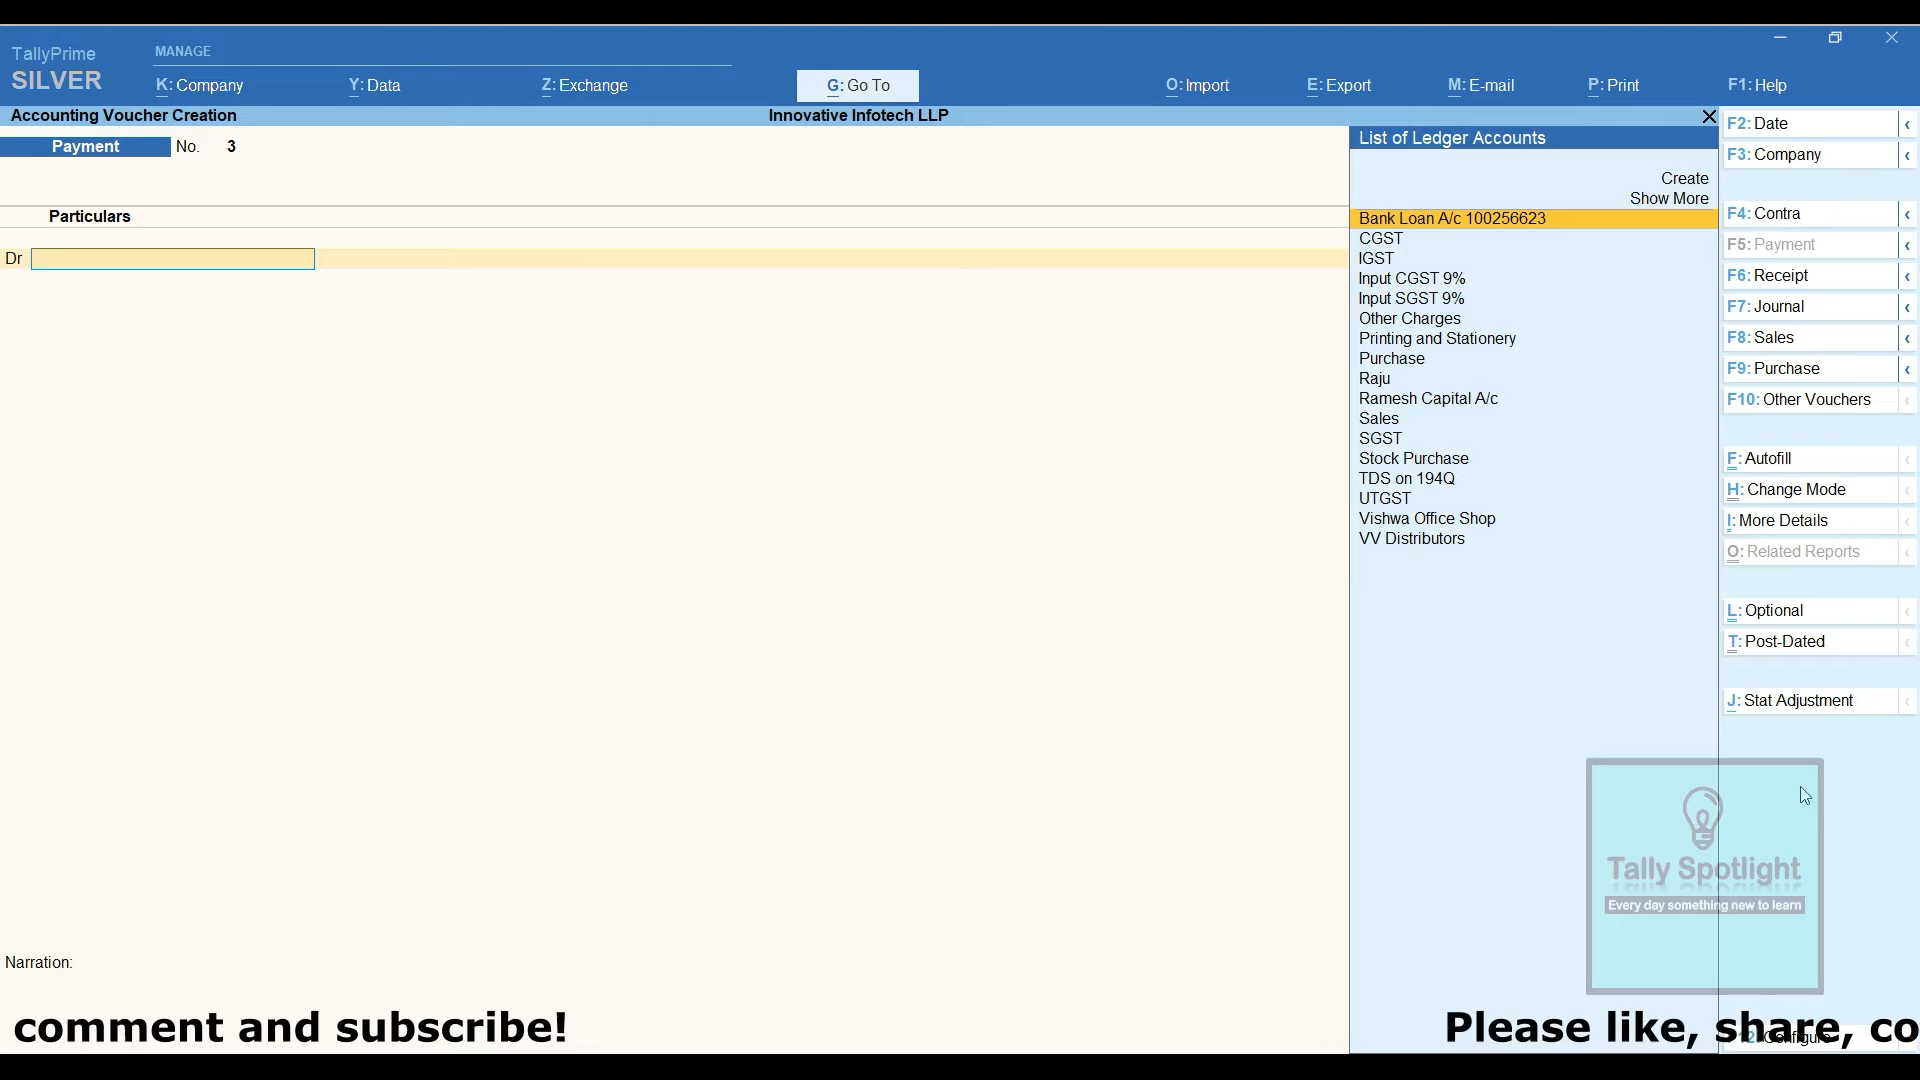 TallyPrime
SILVER
MANAGE
K: Company
Y: Data
Z: Exchange
G: Go To
O: Import
E: Export
M: E-mail
P: Print
F1: Help
Accounting Voucher Creation
Innovative Infotech LLP
Payment No. 3
Particulars
Dr
List of Ledger Accounts
Create
Show More
Bank Loan A/c 100256623
CGST
IGST
Input CGST 9%
Input SGST 9%
Other Charges
Printing and Stationery
Purchase
Raju
Ramesh Capital A/c
Sales
SGST
Stock Purchase
TDS on 194Q
UTGST
Vishwa Office Shop
VV Distributors
F2: Date
F3: Company
F4: Contra
F5: Payment
F6: Receipt
F7: Journal
F8: Sales
F9: Purchase
F10: Other Vouchers
F: Autofill
H: Change Mode
I: More Details
O: Related Reports
L: Optional
T: Post-Dated
J: Stat Adjustment
Tally Spotlight
Every day something new to learn
Narration:
comment and subscribe!
Please like, share, co